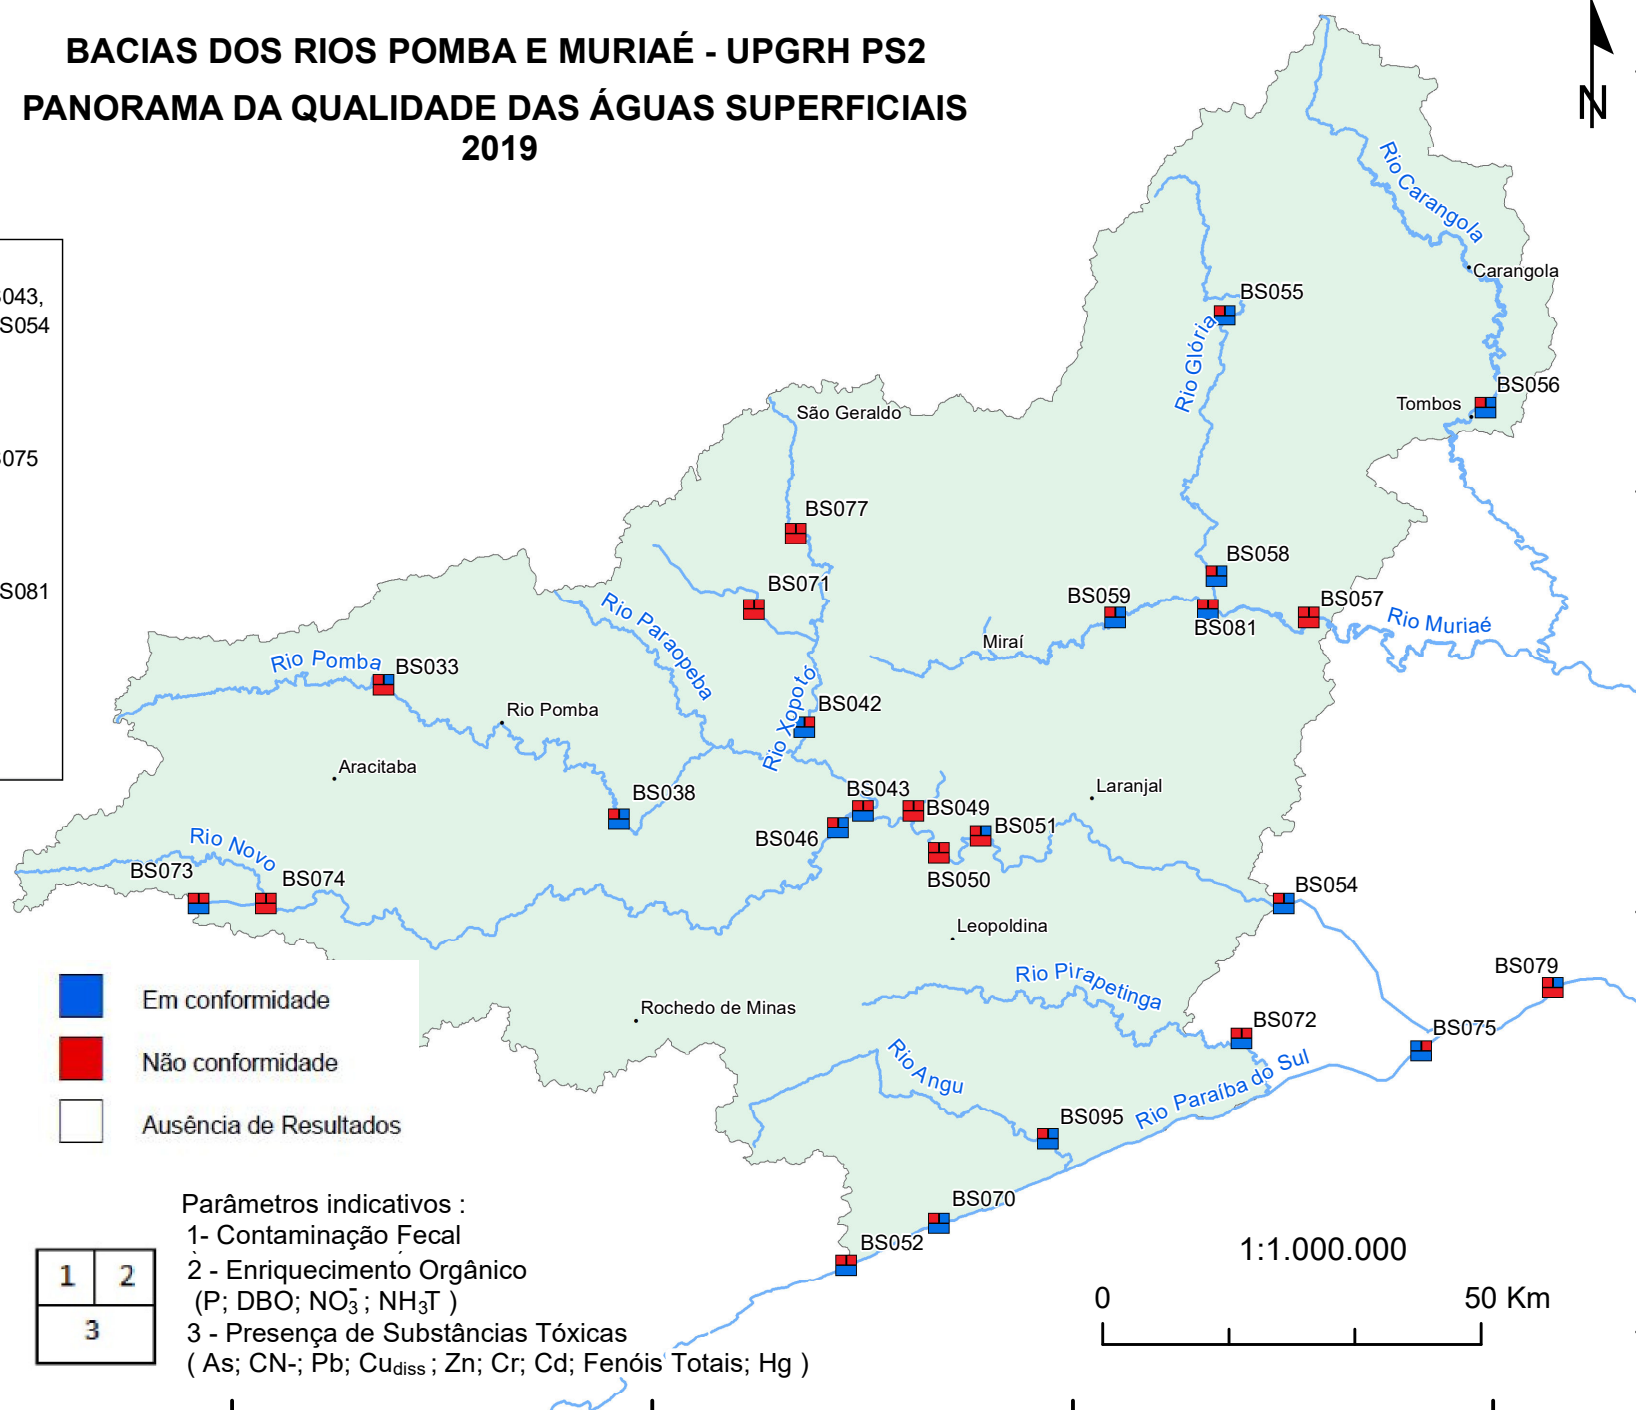 BACIAS DOS RIOS POMBA E MURIAÉ - UPGRH PS2
PANORAMA DA QUALIDADE DAS ÁGUAS SUPERFICIAIS
2019
N
043,
S054
075
S081
Rio Carangola
Carangola
BS055
Rio Glória
BS056
Tombos
São Geraldo
BS077
BS058
BS071
BS059
BS057
Rio Paraopeba
BS081
Rio Muriaé
Miraí
Rio Pomba
BS033
Rio Xopotó
BS042
Rio Pomba
Aracitaba
BS038
BS043
Laranjal
BS049
BS046
BS051
Rio Novo
BS073
BS074
BS050
BS054
Leopoldina
Rio Pirapetinga
BS079
Rochedo de Minas
BS072
BS075
Rio Angu
Rio Paraíba do Sul
BS095
BS070
BS052
Em conformidade
Não conformidade
Ausência de Resultados
Parâmetros indicativos :
1- Contaminação Fecal
2 - Enriquecimento Orgânico
(P; DBO; NO₃⁻; NH₃T )
3 - Presença de Substâncias Tóxicas
( As; CN-; Pb; Cudiss ; Zn; Cr; Cd; Fenóis Totais; Hg )
1 2
3
1:1.000.000
0 50 Km